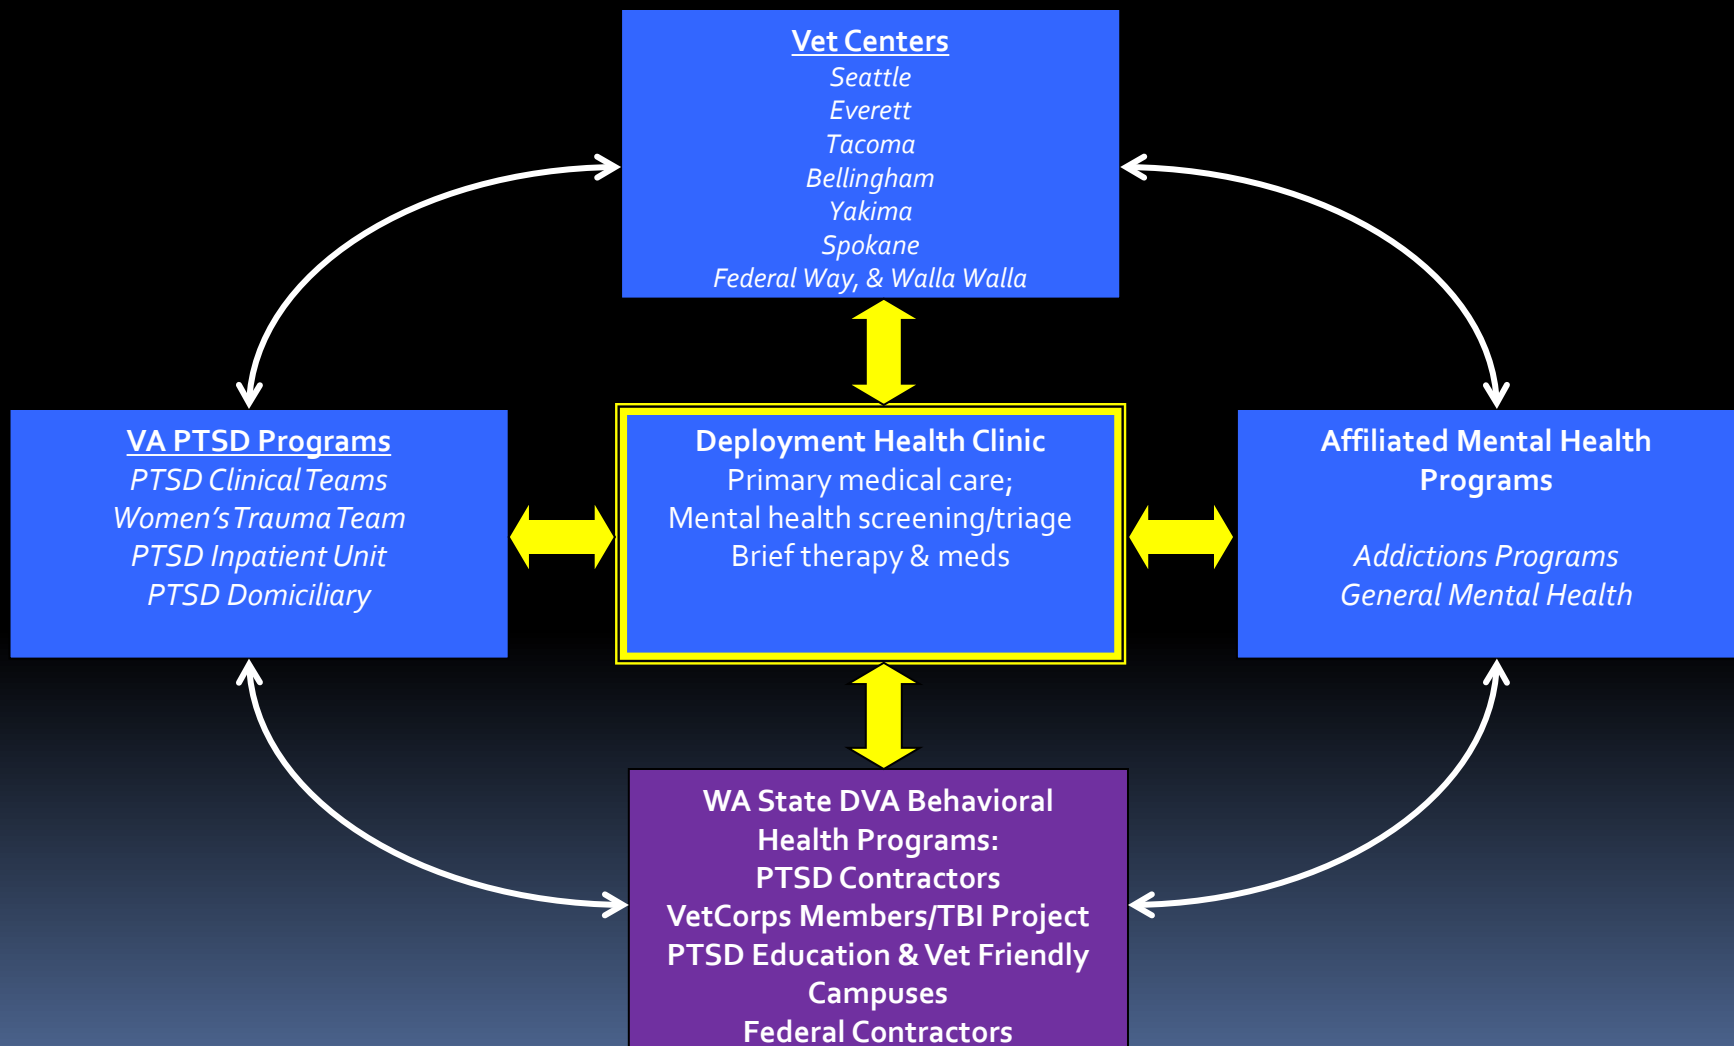 Vet Centers
Seattle
Everett
Tacoma
Bellingham
Yakima
Spokane
Federal Way, & Walla Walla
VA PTSD Programs
PTSD Clinical Teams
Women's Trauma Team
PTSD Inpatient Unit
PTSD Domiciliary
Deployment Health Clinic
Primary medical care;
Mental health screening/triage
Brief therapy & meds
Affiliated Mental Health
Programs
Addictions Programs
General Mental Health
WA State DVA Behavioral
Health Programs:
PTSD Contractors
VetCorps Members/TBI Project
PTSD Education & Vet Friendly
Campuses
Federal Contractors